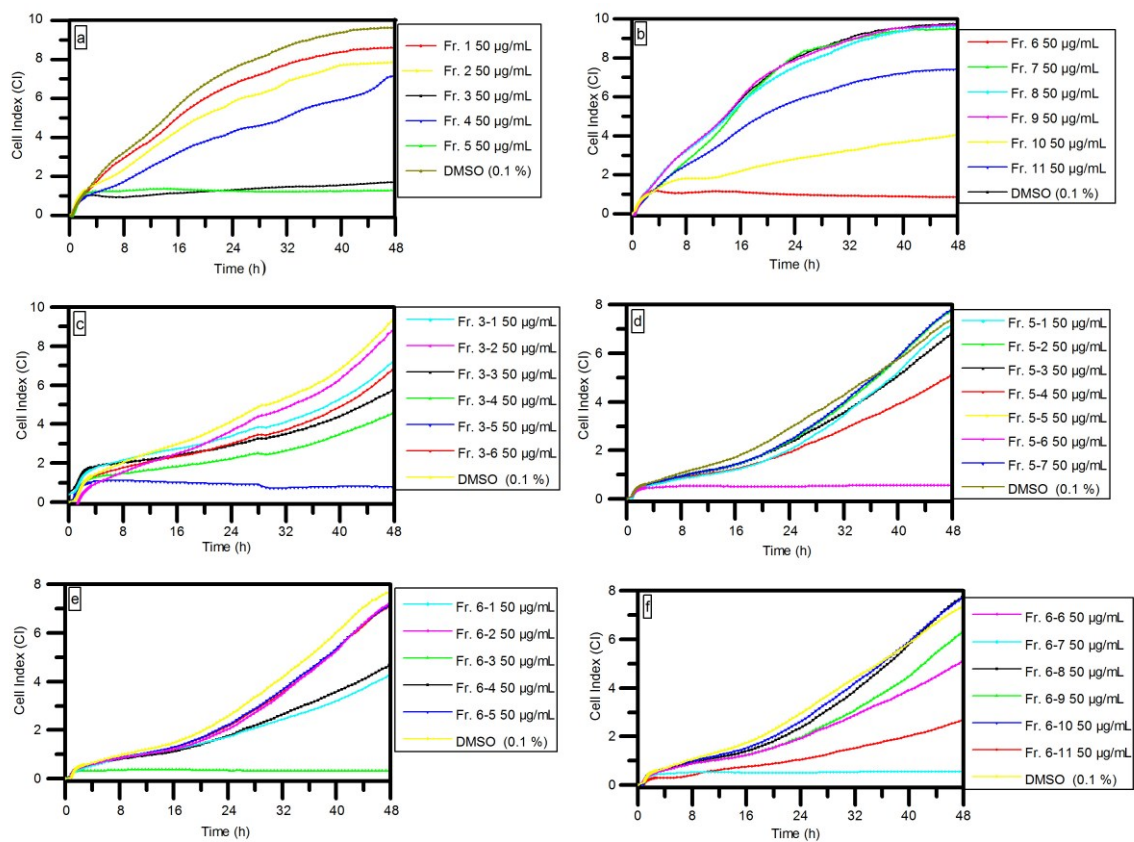 a
10
8
6
4
2
0
Cell Index (CI)
0 8 16 24 32 40 48
Time (h)
Fr. 1 50 µg/mL
Fr. 2 50 µg/mL
Fr. 3 50 µg/mL
Fr. 4 50 µg/mL
Fr. 5 50 µg/mL
DMSO (0.1 %)
b
10
8
6
4
2
0
Cell Index (CI)
0 8 16 24 32 40 48
Time (h)
Fr. 6 50 µg/mL
Fr. 7 50 µg/mL
Fr. 8 50 µg/mL
Fr. 9 50 µg/mL
Fr. 10 50 µg/mL
Fr. 11 50 µg/mL
DMSO (0.1 %)
c
10
8
6
4
2
0
Cell Index (CI)
0 8 16 24 32 40 48
Time (h)
Fr. 3-1 50 µg/mL
Fr. 3-2 50 µg/mL
Fr. 3-3 50 µg/mL
Fr. 3-4 50 µg/mL
Fr. 3-5 50 µg/mL
Fr. 3-6 50 µg/mL
DMSO (0.1 %)
d
8
6
4
2
0
Cell Index (CI)
0 8 16 24 32 40 48
Time (h)
Fr. 5-1 50 µg/mL
Fr. 5-2 50 µg/mL
Fr. 5-3 50 µg/mL
Fr. 5-4 50 µg/mL
Fr. 5-5 50 µg/mL
Fr. 5-6 50 µg/mL
Fr. 5-7 50 µg/mL
DMSO (0.1 %)
e
8
6
4
2
0
Cell Index (CI)
0 8 16 24 32 40 48
Time (h)
Fr. 6-1 50 µg/mL
Fr. 6-2 50 µg/mL
Fr. 6-3 50 µg/mL
Fr. 6-4 50 µg/mL
Fr. 6-5 50 µg/mL
DMSO (0.1 %)
f
8
6
4
2
0
Cell Index (CI)
0 8 16 24 32 40 48
Time (h)
Fr. 6-6 50 µg/mL
Fr. 6-7 50 µg/mL
Fr. 6-8 50 µg/mL
Fr. 6-9 50 µg/mL
Fr. 6-10 50 µg/mL
Fr. 6-11 50 µg/mL
DMSO (0.1 %)